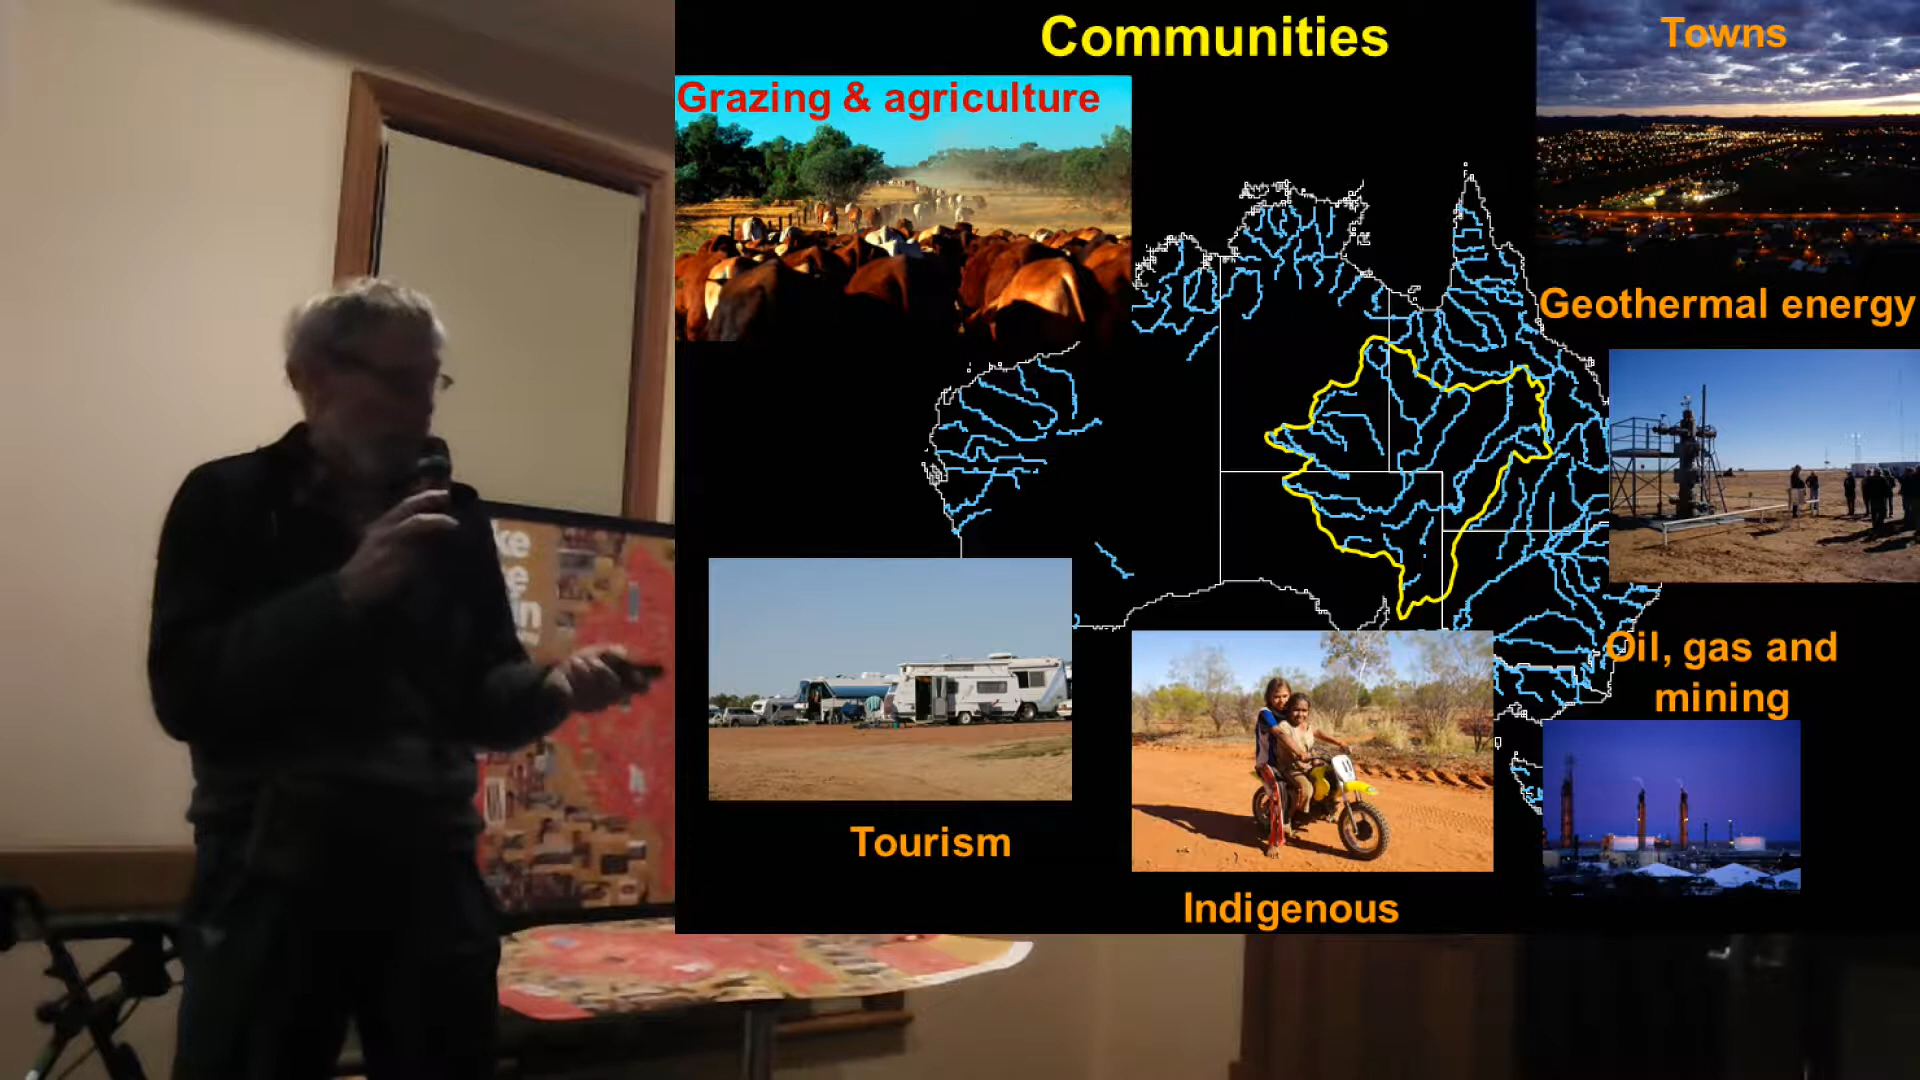 Communities
Towns
Grazing & agriculture
Geothermal energy
Oil, gas and
mining
Tourism
Indigenous